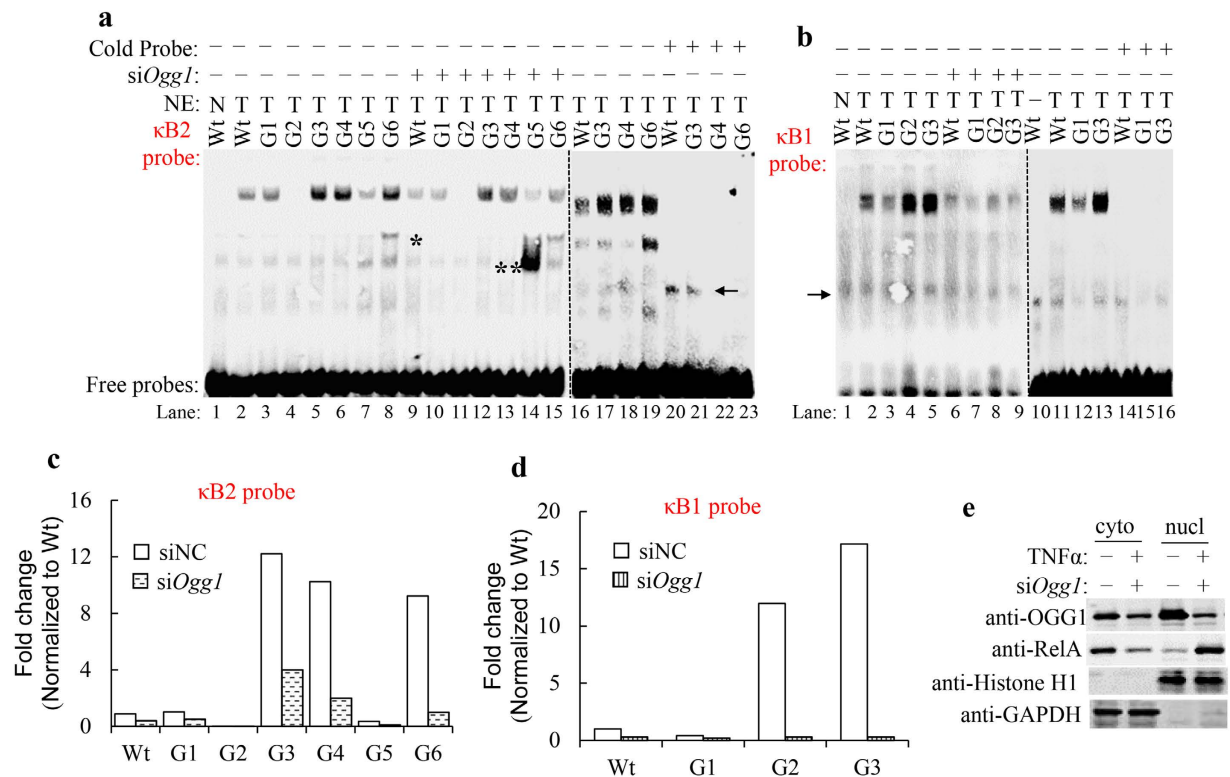 a
Cold Probe: – – – – – – – – – – – – – – – – – – – + + + +
siOgg1: – – – – – – – – + + + + + + + – – – – – – – –
NE: N T T T T T T T T T T T T T T T T T T T T T T
κB2 probe: Wt Wt G1 G2 G3 G4 G5 G6 Wt G1 G2 G3 G4 G5 G6 Wt G3 G4 G6 Wt G3 G4 G6
*
**
Free probes:
Lane: 1 2 3 4 5 6 7 8 9 10 11 12 13 14 15 16 17 18 19 20 21 22 23
b
– – – – – – – – – – – – – + + +
– – – – – + + + + – – – – – – –
N T T T T T T T T – T T T T T T
κB1 probe: Wt Wt G1 G2 G3 Wt G1 G2 G3 Wt Wt G1 G3 Wt G1 G3
Lane: 1 2 3 4 5 6 7 8 9 10 11 12 13 14 15 16
c
κB2 probe
Fold change
(Normalized to Wt)
16
12
8
4
0
siNC
siOgg1
Wt G1 G2 G3 G4 G5 G6
d
κB1 probe
Fold change
(Normalized to Wt)
20
15
10
5
0
siNC
siOgg1
Wt G1 G2 G3
e
cyto nucl
TNFα: – + – +
siOgg1: – + – +
anti-OGG1
anti-RelA
anti-Histone H1
anti-GAPDH